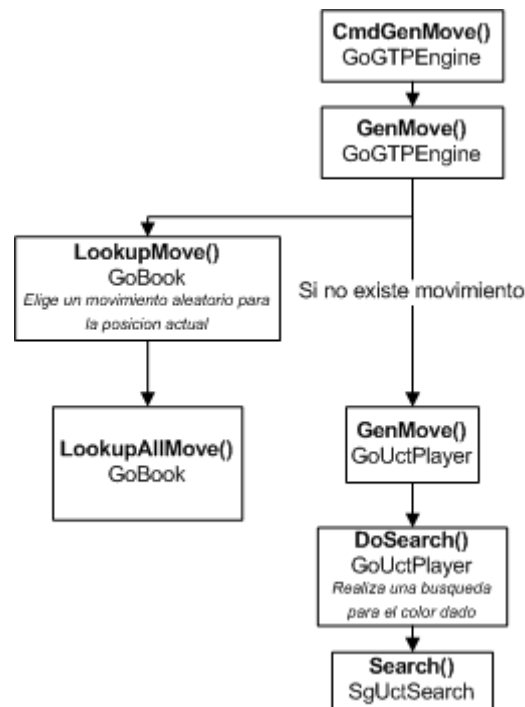 CmdGenMove()
GoGTPEngine
GenMove()
GoGTPEngine
LookupMove()
GoBook
Elige un movimiento aleatorio para
la posicion actual
Si no existe movimiento
LookupAllMove()
GoBook
GenMove()
GoUctPlayer
DoSearch()
GoUctPlayer
Realiza una busqueda
para el color dado
Search()
SgUctSearch